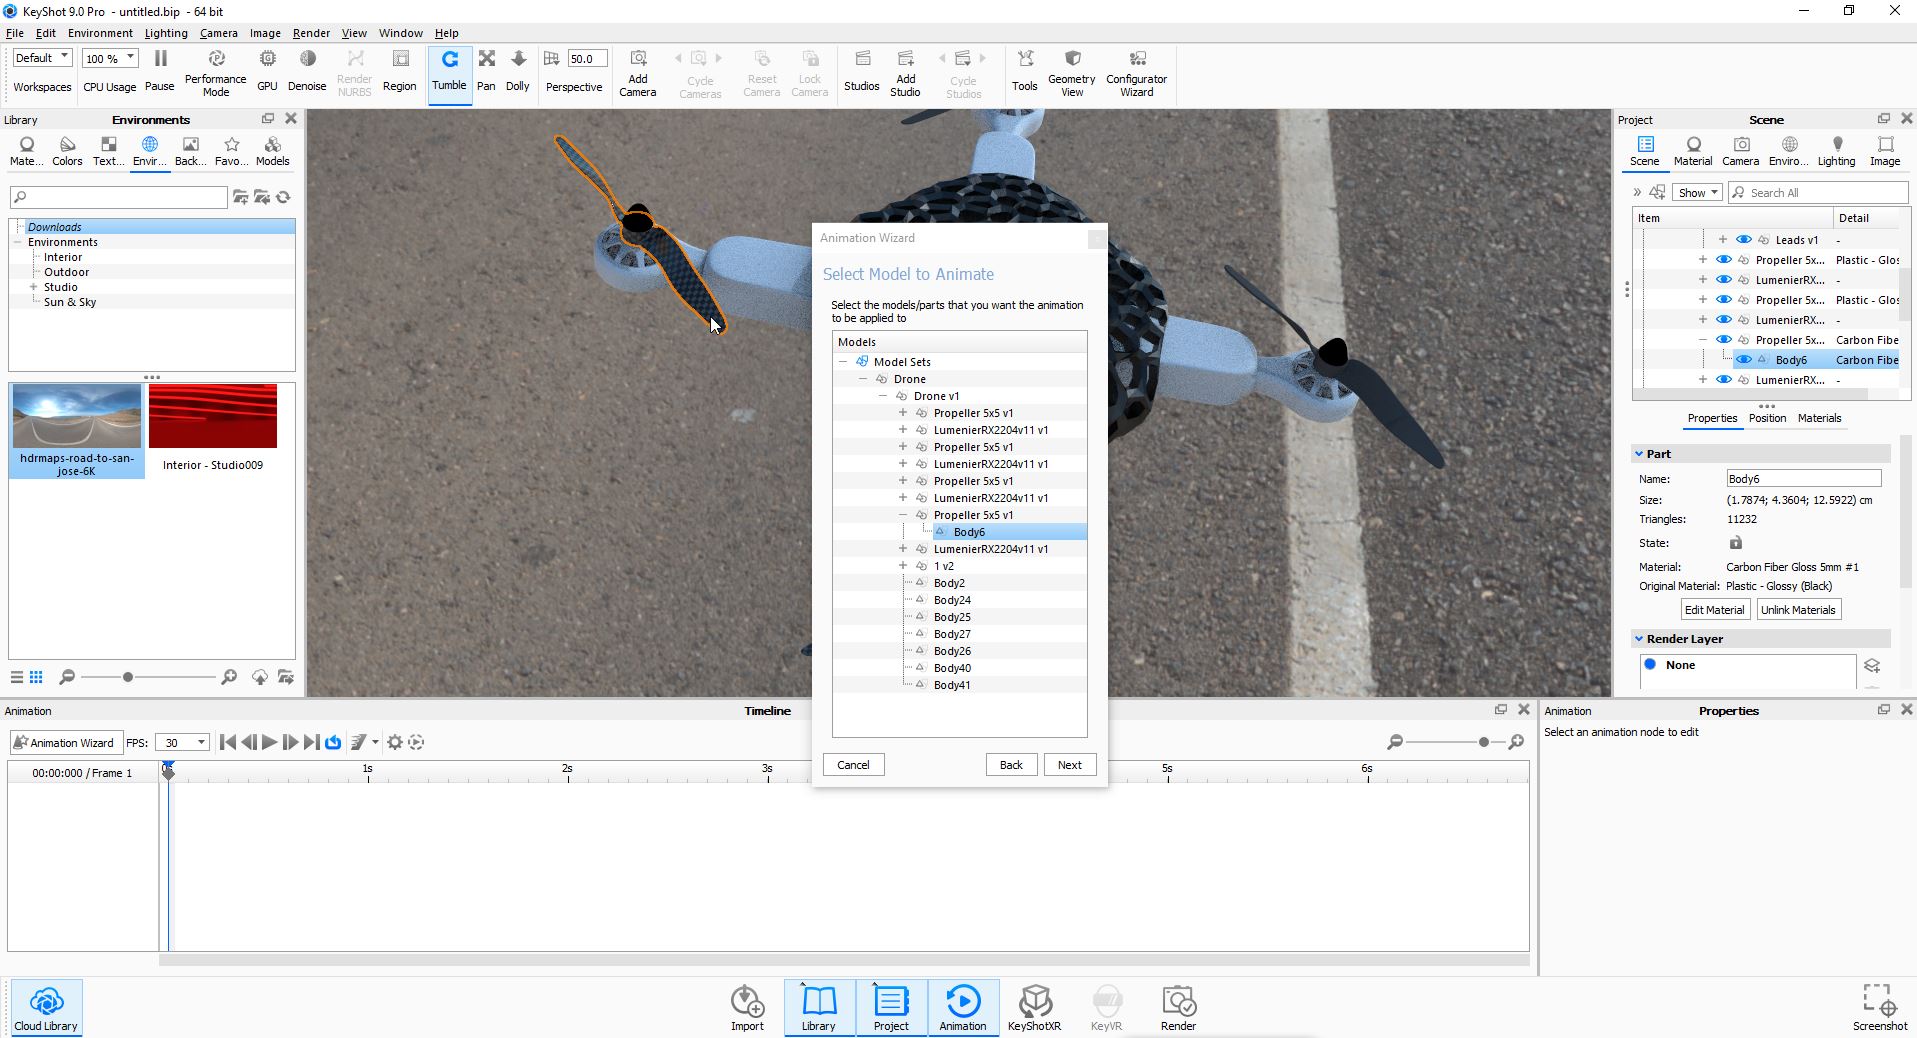 KeyShot 9.0 Pro - untitled.bip - 64 bit
File Edit Environment Lighting Camera Image Render View Window Help
Default 100 % 50.0
Workspaces CPU Usage Pause Performance Mode GPU Denoise Render NURBS Region Tumble Pan Dolly Perspective Add Camera Cycle Cameras Reset Camera Lock Camera Studios Add Studio Cycle Studios Tools Geometry View Configurator Wizard
Library Environments
Mate... Colors Text... Envir... Back... Favo... Models
Downloads
Environments
Interior
Outdoor
Studio
Sun & Sky
hdrmaps-road-to-san-
jose-6K
Interior - Studio009
Animation Wizard
Select Model to Animate
Select the models/parts that you want the animation
to be applied to
Models
Model Sets
Drone
Drone v1
Propeller 5x5 v1
LumenierRX2204v11 v1
Propeller 5x5 v1
LumenierRX2204v11 v1
Propeller 5x5 v1
LumenierRX2204v11 v1
Propeller 5x5 v1
Body6
LumenierRX2204v11 v1
1 v2
Body2
Body24
Body25
Body27
Body26
Body40
Body41
Cancel Back Next
Project Scene
Scene Material Camera Enviro... Lighting Image
Show Search All
Item Detail
Leads v1 -
Propeller 5x... Plastic - Glos
LumenierRX... -
Propeller 5x... Plastic - Glos
LumenierRX... -
Propeller 5x... Carbon Fibe
Body6 Carbon Fibe
LumenierRX... -
Properties Position Materials
Part
Name: Body6
Size: (1.7874; 4.3604; 12.5922) cm
Triangles: 11232
State:
Material: Carbon Fiber Gloss 5mm #1
Original Material: Plastic - Glossy (Black)
Edit Material Unlink Materials
Render Layer
None
Animation Timeline
Animation Wizard FPS: 30
00:00:000 / Frame 1 1s 2s 3s 5s 6s
Animation Properties
Select an animation node to edit
Cloud Library Import Library Project Animation KeyShotXR KeyVR Render Screenshot